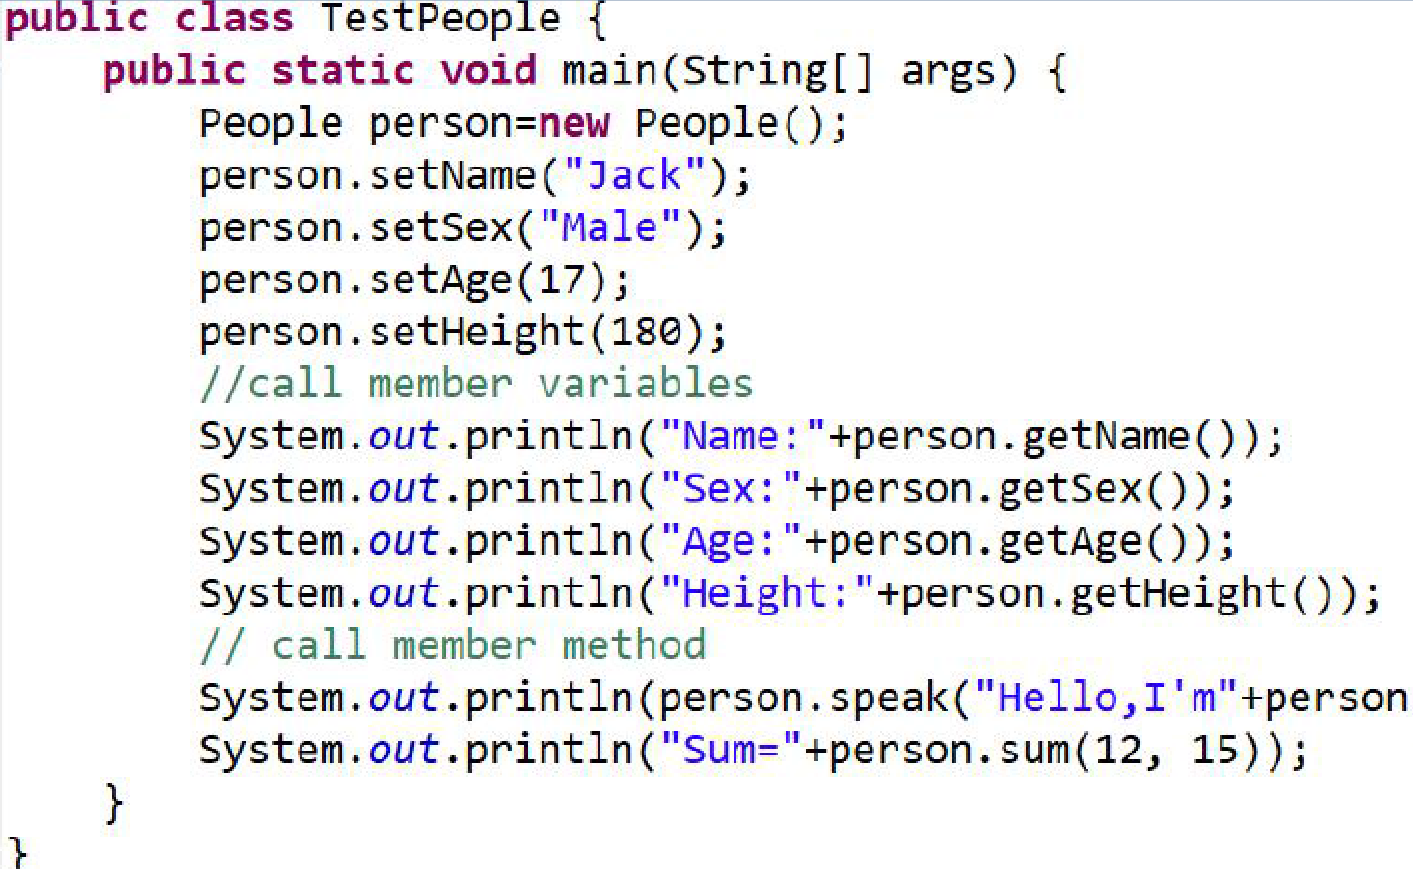 public class TestPeople {
    public static void main(String[] args) {
        People person=new People();
        person.setName("Jack");
        person.setSex("Male");
        person.setAge(17);
        person.setHeight(180);
        //call member variables
        System.out.println("Name:"+person.getName());
        System.out.println("Sex:"+person.getSex());
        System.out.println("Age:"+person.getAge());
        System.out.println("Height:"+person.getHeight());
        // call member method
        System.out.println(person.speak("Hello,I'm"+person
        System.out.println("Sum="+person.sum(12, 15));
    }
}